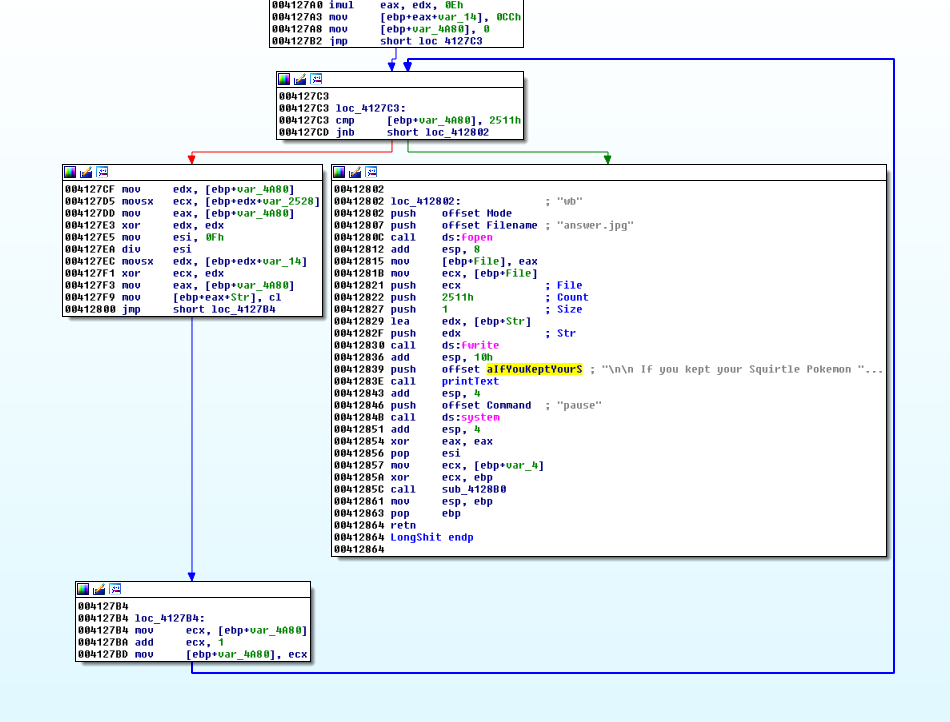 004127A0 imul    eax, edx, 0Eh
004127A3 mov     [ebp+eax+var_14], 0CCh
004127A8 mov     [ebp+var_4A80], 0
004127B2 jmp     short loc_4127C3
004127C3
004127C3 loc_4127C3:
004127C3 cmp     [ebp+var_4A80], 2511h
004127CD jnb     short loc_412802
004127CF mov     edx, [ebp+var_4A80]
004127D5 movsx   ecx, [ebp+edx+var_2528]
004127DD mov     eax, [ebp+var_4A80]
004127E3 xor     edx, edx
004127E5 mov     esi, 0Fh
004127EA div     esi
004127EC movsx   edx, [ebp+edx+var_14]
004127F1 xor     ecx, edx
004127F3 mov     eax, [ebp+var_4A80]
004127F9 mov     [ebp+eax+Str], cl
00412800 jmp     short loc_4127B4
00412802
00412802 loc_412802:             ; "wb"
00412802 push    offset Mode
00412807 push    offset Filename ; "answer.jpg"
0041280C call    ds:fopen
00412812 add     esp, 8
00412815 mov     [ebp+File], eax
0041281B mov     ecx, [ebp+File]
00412821 push    ecx             ; File
00412822 push    2511h           ; Count
00412827 push    1               ; Size
00412829 lea     edx, [ebp+Str]
0041282F push    edx             ; Str
00412830 call    ds:fwrite
00412836 add     esp, 10h
00412839 push    offset aIfYouKeptYourS ; "\n\n If you kept your Squirtle Pokemon "...
0041283E call    printText
00412843 add     esp, 4
00412846 push    offset Command  ; "pause"
0041284B call    ds:system
00412851 add     esp, 4
00412854 xor     eax, eax
00412856 pop     esi
00412857 mov     ecx, [ebp+var_4]
0041285A xor     ecx, ebp
0041285C call    sub_4128B0
00412861 mov     esp, ebp
00412863 pop     ebp
00412864 retn
00412864 LongShit endp
00412864
004127B4
004127B4 loc_4127B4:
004127B4 mov     ecx, [ebp+var_4A80]
004127BA add     ecx, 1
004127BD mov     [ebp+var_4A80], ecx